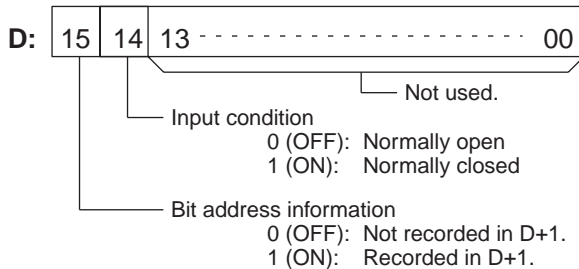 D: 15 14 13 00
Not used.
Input condition
0 (OFF): Normally open
1 (ON): Normally closed
Bit address information
0 (OFF): Not recorded in D+1.
1 (ON): Recorded in D+1.